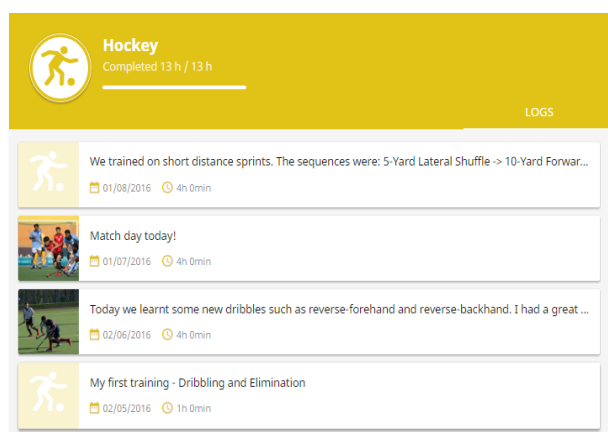 Hockey
Completed 13 h / 13 h
LOGS
We trained on short distance sprints. The sequences were: 5-Yard Lateral Shuffle -> 10-Yard Forwar...
01/08/2016 4h 0min
Match day today!
01/07/2016 4h 0min
Today we learnt some new dribbles such as reverse-forehand and reverse-backhand. I had a great ...
02/06/2016 4h 0min
My first training - Dribbling and Elimination
02/05/2016 1h 0min